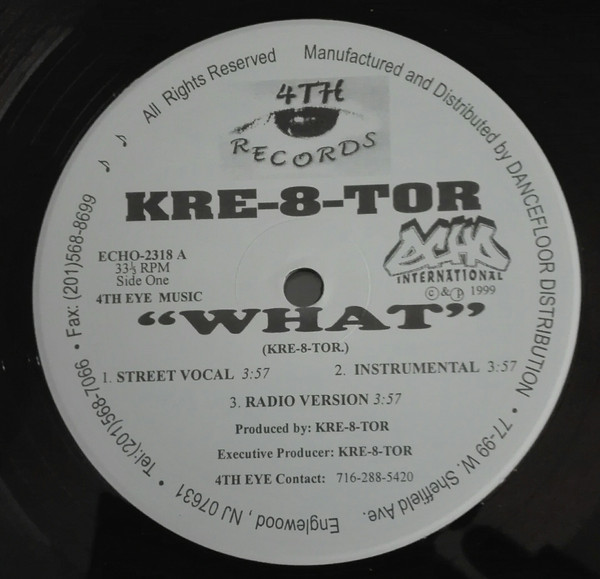 All Rights Reserved
Manufactured and Distributed by DANCEFLOOR DISTRIBUTION • 77-99 W. Sheffield Ave. Englewood, NJ 07631 • Tel:(201)568-7066 • Fax: (201)568-8699
4TH
RECORDS
KRE-8-TOR
ECHO-2318 A
33⅓ RPM
Side One
4TH EYE MUSIC
ECHO
INTERNATIONAL
©&℗ 1999
“WHAT”
(KRE-8-TOR.)
1. STREET VOCAL 3:57
2. INSTRUMENTAL 3:57
3. RADIO VERSION 3:57
Produced by: KRE-8-TOR
Executive Producer: KRE-8-TOR
4TH EYE Contact: 716-288-5420